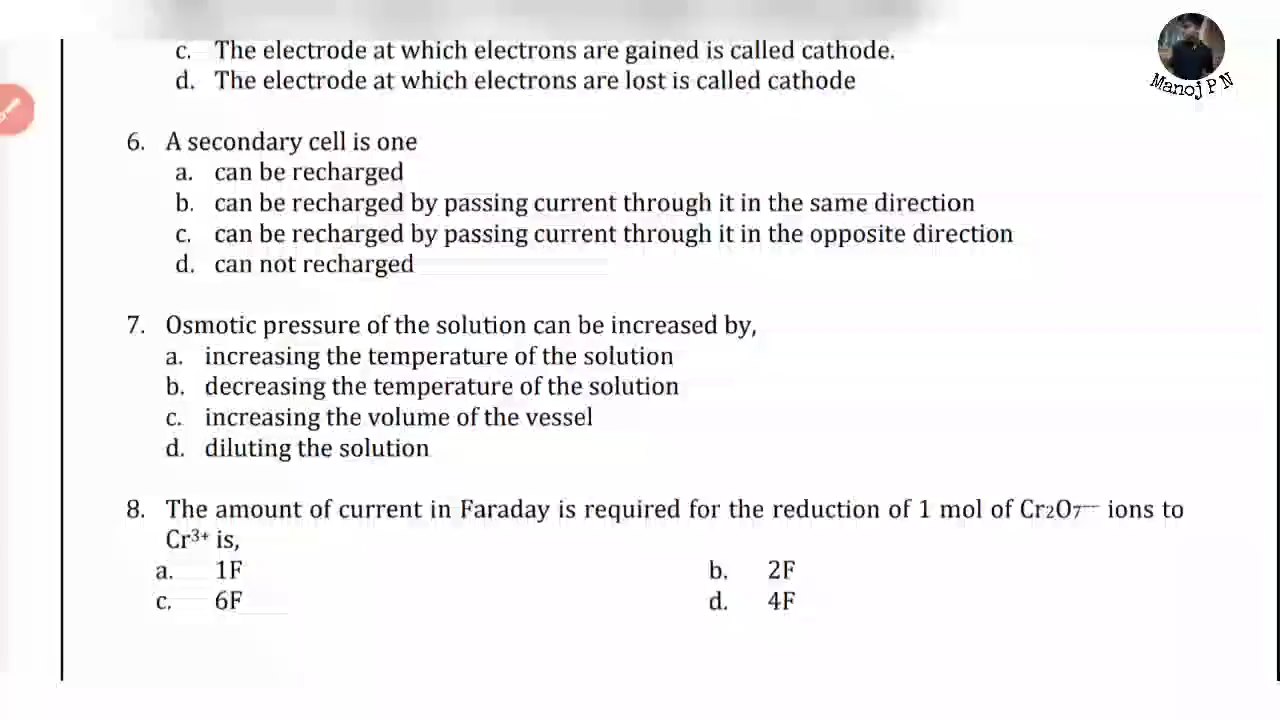 c. The electrode at which electrons are gained is called cathode.
d. The electrode at which electrons are lost is called cathode
Manoj P N
6. A secondary cell is one
a. can be recharged
b. can be recharged by passing current through it in the same direction
c. can be recharged by passing current through it in the opposite direction
d. can not recharged
7. Osmotic pressure of the solution can be increased by,
a. increasing the temperature of the solution
b. decreasing the temperature of the solution
c. increasing the volume of the vessel
d. diluting the solution
8. The amount of current in Faraday is required for the reduction of 1 mol of Cr₂O₇⁻⁻ ions to
Cr³⁺ is,
a. 1F b. 2F
c. 6F d. 4F